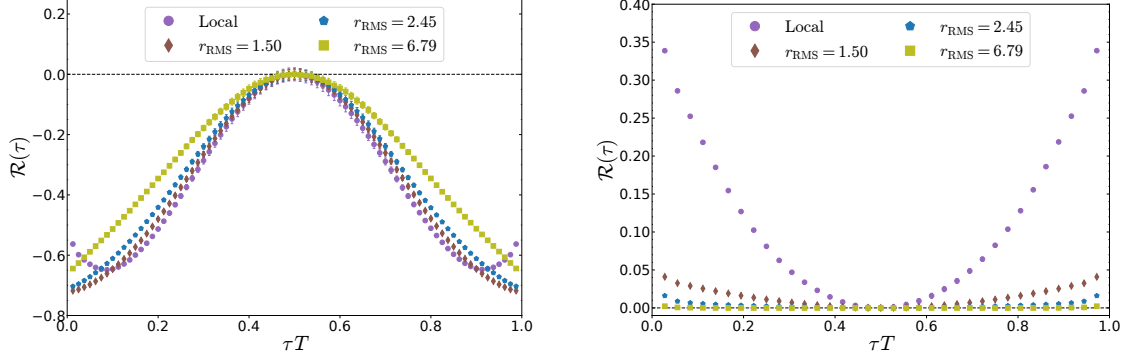 0.2
0.0
−0.2
−0.4
−0.6
−0.8
R(τ)
Local
r_RMS = 1.50
r_RMS = 2.45
r_RMS = 6.79
0.0 0.2 0.4 0.6 0.8 1.0
τT
0.40
0.35
0.30
0.25
0.20
0.15
0.10
0.05
0.00
R(τ)
Local
r_RMS = 1.50
r_RMS = 2.45
r_RMS = 6.79
0.0 0.2 0.4 0.6 0.8 1.0
τT